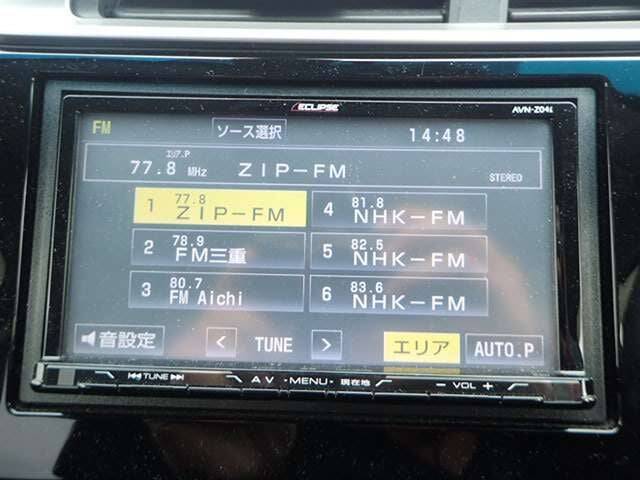 ECLIPSE AVN-Z04i
FM ソース選択 14:48
エリア.P
77.8 MHz ZIP-FM STEREO
1 77.8 ZIP-FM
2 78.9 FM三重
3 80.7 FM Aichi
4 81.8 NHK-FM
5 82.5 NHK-FM
6 83.6 NHK-FM
音設定 < TUNE > エリア AUTO.P
TUNE AV -MENU- 現在地 - VOL +